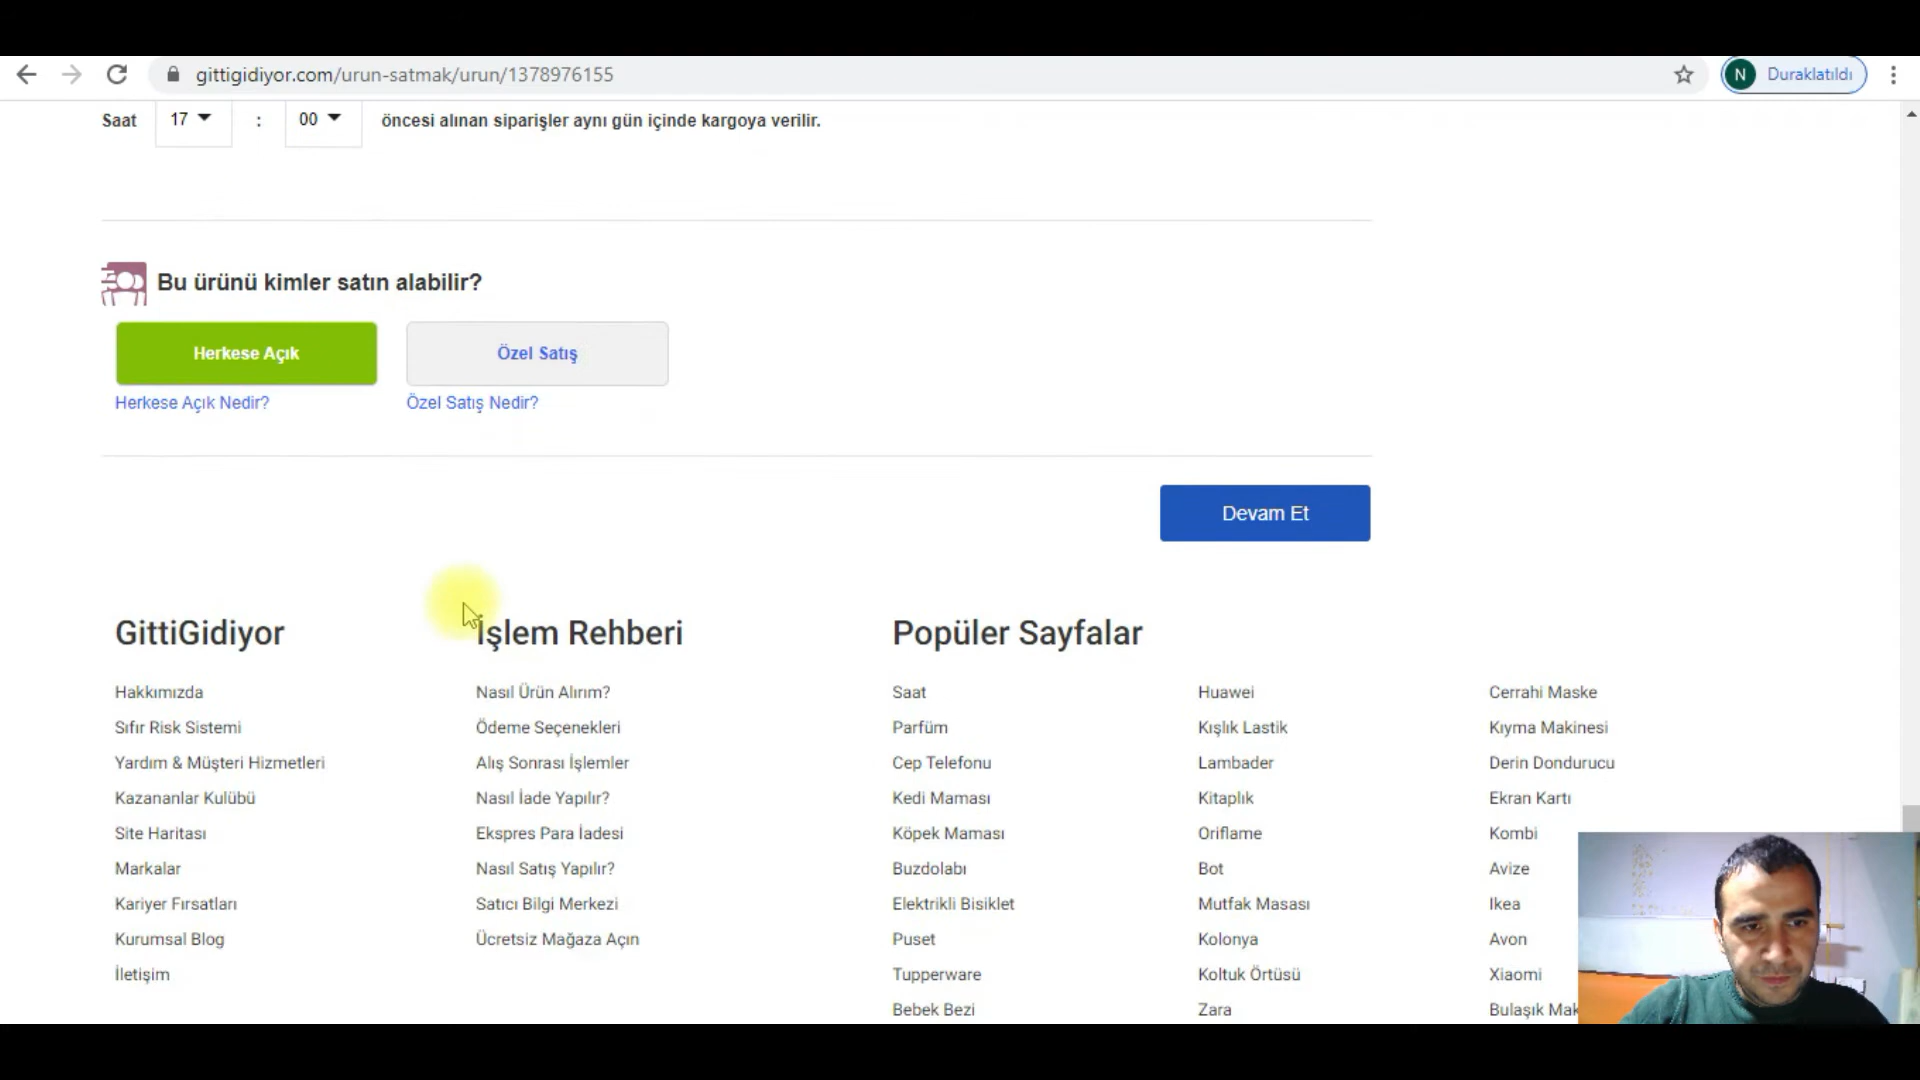 gittigidiyor.com/urun-satmak/urun/1378976155
N Duraklatıldı
Saat 17 : 00 öncesi alınan siparişler aynı gün içinde kargoya verilir.
Bu ürünü kimler satın alabilir?
Herkese Açık
Özel Satış
Herkese Açık Nedir?
Özel Satış Nedir?
Devam Et
GittiGidiyor
Hakkımızda
Sıfır Risk Sistemi
Yardım & Müşteri Hizmetleri
Kazananlar Kulübü
Site Haritası
Markalar
Kariyer Fırsatları
Kurumsal Blog
İletişim
İşlem Rehberi
Nasıl Ürün Alırım?
Ödeme Seçenekleri
Alış Sonrası İşlemler
Nasıl İade Yapılır?
Ekspres Para İadesi
Nasıl Satış Yapılır?
Satıcı Bilgi Merkezi
Ücretsiz Mağaza Açın
Popüler Sayfalar
Saat
Parfüm
Cep Telefonu
Kedi Maması
Köpek Maması
Buzdolabı
Elektrikli Bisiklet
Puset
Tupperware
Bebek Bezi
Huawei
Kışlık Lastik
Lambader
Kitaplık
Oriflame
Bot
Mutfak Masası
Kolonya
Koltuk Örtüsü
Zara
Cerrahi Maske
Kıyma Makinesi
Derin Dondurucu
Ekran Kartı
Kombi
Avize
Ikea
Avon
Xiaomi
Bulaşık Mak